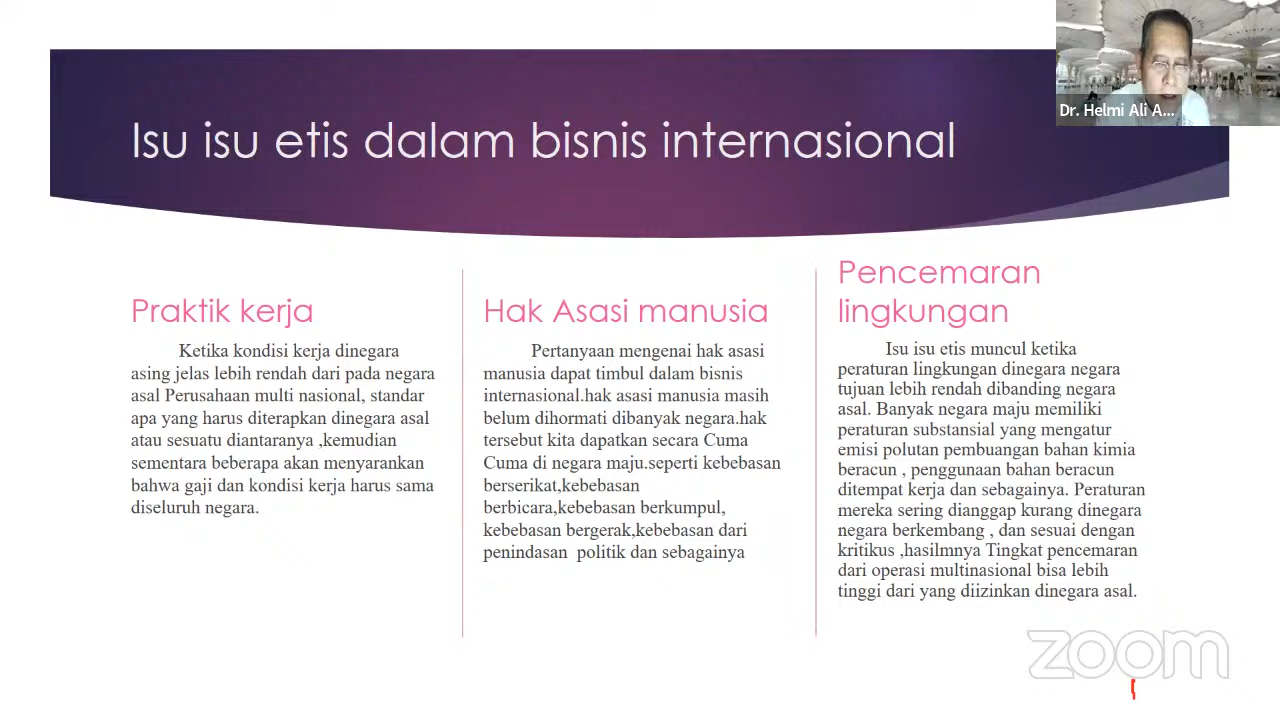 Dr. Helmi Ali A...
Isu isu etis dalam bisnis internasional
Praktik kerja
Ketika kondisi kerja dinegara
asing jelas lebih rendah dari pada negara
asal Perusahaan multi nasional, standar
apa yang harus diterapkan dinegara asal
atau sesuatu diantaranya ,kemudian
sementara beberapa akan menyarankan
bahwa gaji dan kondisi kerja harus sama
diseluruh negara.
Hak Asasi manusia
Pertanyaan mengenai hak asasi
manusia dapat timbul dalam bisnis
internasional.hak asasi manusia masih
belum dihormati dibanyak negara.hak
tersebut kita dapatkan secara Cuma
Cuma di negara maju.seperti kebebasan
berserikat,kebebasan
berbicara,kebebasan berkumpul,
kebebasan bergerak,kebebasan dari
penindasan  politik dan sebagainya
Pencemaran
lingkungan
Isu isu etis muncul ketika
peraturan lingkungan dinegara negara
tujuan lebih rendah dibanding negara
asal. Banyak negara maju memiliki
peraturan substansial yang mengatur
emisi polutan pembuangan bahan kimia
beracun , penggunaan bahan beracun
ditempat kerja dan sebagainya. Peraturan
mereka sering dianggap kurang dinegara
negara berkembang , dan sesuai dengan
kritikus ,hasilmnya Tingkat pencemaran
dari operasi multinasional bisa lebih
tinggi dari yang diizinkan dinegara asal.
zoom